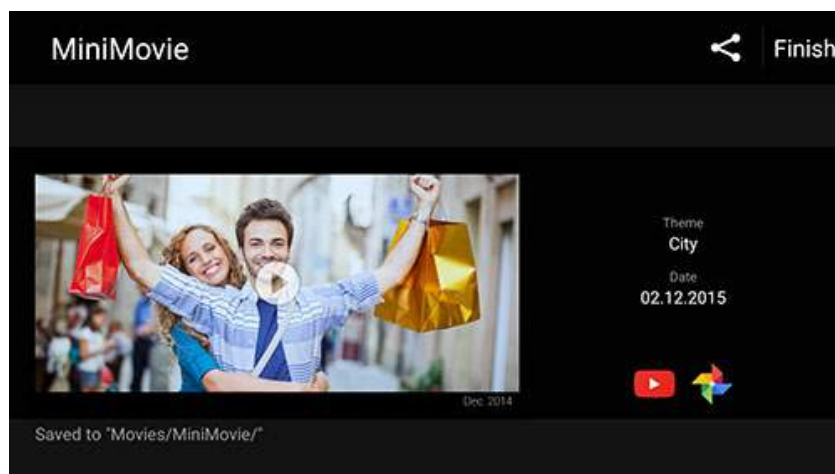 MiniMovie
Finish
Theme
City
Date
02.12.2015
Dec. 2014
Saved to "Movies/MiniMovie/"